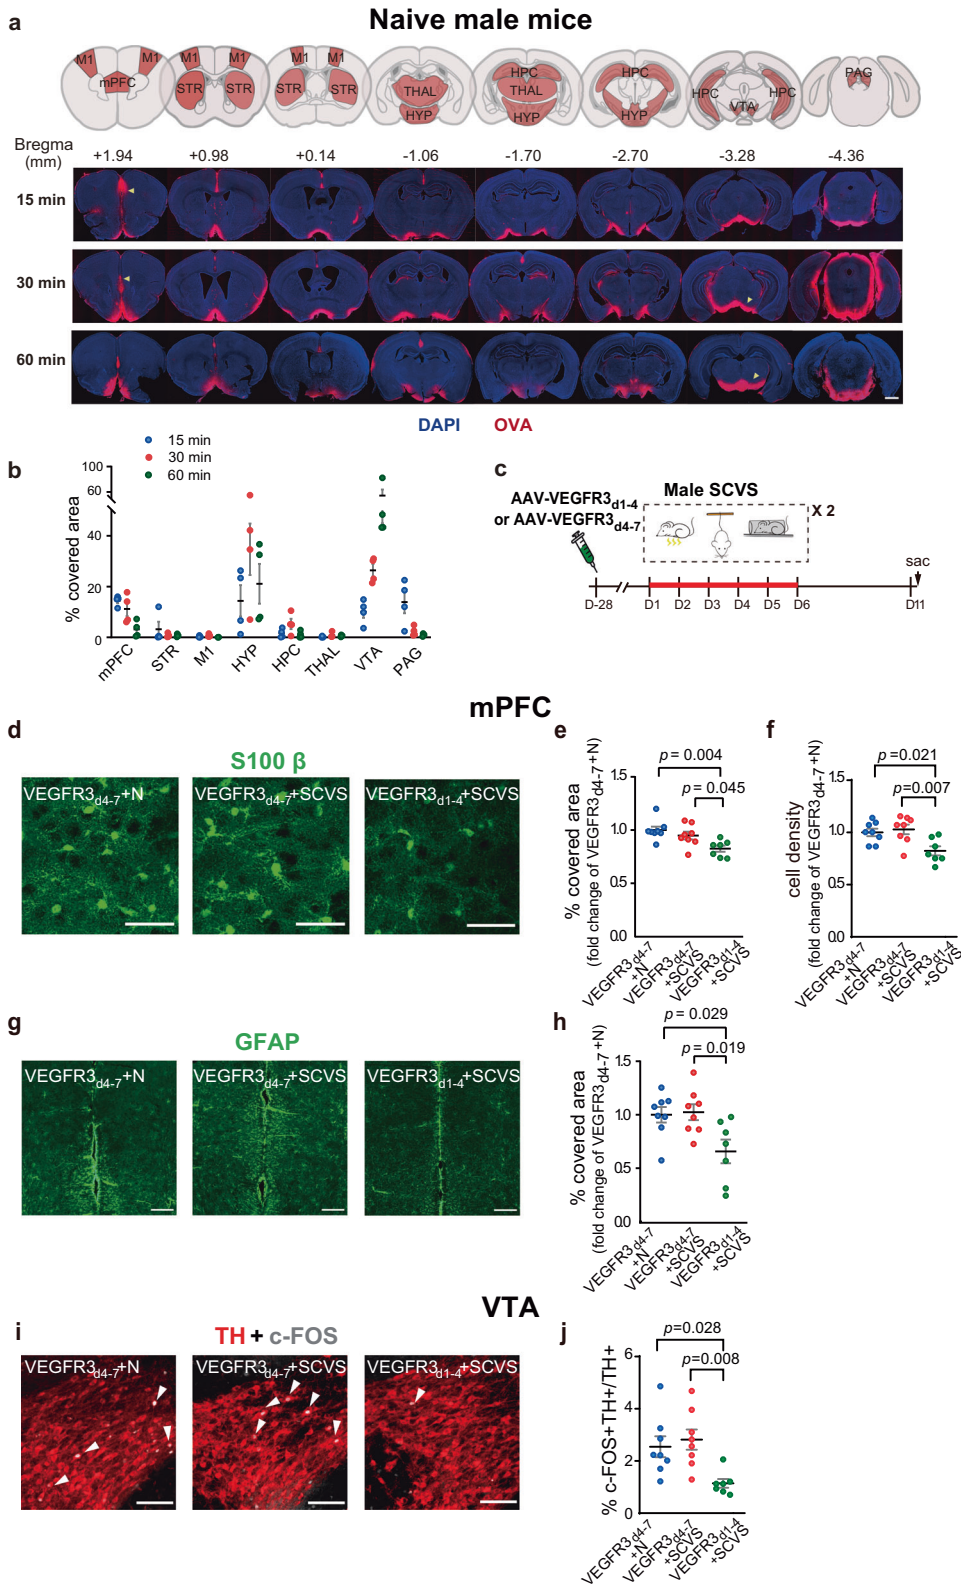 Naive male mice
a
M1 M1 M1 M1 M1 M1
mPFC STR STR STR STR THAL HYP HPC THAL HYP HPC HYP HPC VTA HPC PAG
Bregma (mm) +1.94 +0.98 +0.14 -1.06 -1.70 -2.70 -3.28 -4.36
15 min
30 min
60 min
DAPI OVA
b
15 min
30 min
60 min
% covered area
100
60
40
20
0
mPFC STR M1 HYP HPC THAL VTA PAG
c
AAV-VEGFR3d1-4
or AAV-VEGFR3d4-7
Male SCVS
X 2
sac
D-28 D1 D2 D3 D4 D5 D6 D11
mPFC
d
S100 β
VEGFR3d4-7+N VEGFR3d4-7+SCVS VEGFR3d1-4+SCVS
e
p = 0.004
p = 0.045
% covered area
(fold change of VEGFR3d4-7+N)
1.5
1.0
0.5
0.0
VEGFR3d4-7 +N
VEGFR3d4-7 +SCVS
VEGFR3d1-4 +SCVS
f
p =0.021
p =0.007
cell density
(fold change of VEGFR3d4-7+N)
1.5
1.0
0.5
0.0
VEGFR3d4-7 +N
VEGFR3d4-7 +SCVS
VEGFR3d1-4 +SCVS
g
GFAP
VEGFR3d4-7+N VEGFR3d4-7+SCVS VEGFR3d1-4+SCVS
h
p = 0.029
p = 0.019
% covered area
(fold change of VEGFR3d4-7+N)
1.5
1.0
0.5
0.0
VEGFR3d4-7 +N
VEGFR3d4-7 +SCVS
VEGFR3d1-4 +SCVS
VTA
i
TH + c-FOS
VEGFR3d4-7+N VEGFR3d4-7+SCVS VEGFR3d1-4+SCVS
j
p=0.028
p=0.008
% c-FOS+TH+/TH+
6
4
2
0
VEGFR3d4-7 +N
VEGFR3d4-7 +SCVS
VEGFR3d1-4 +SCVS